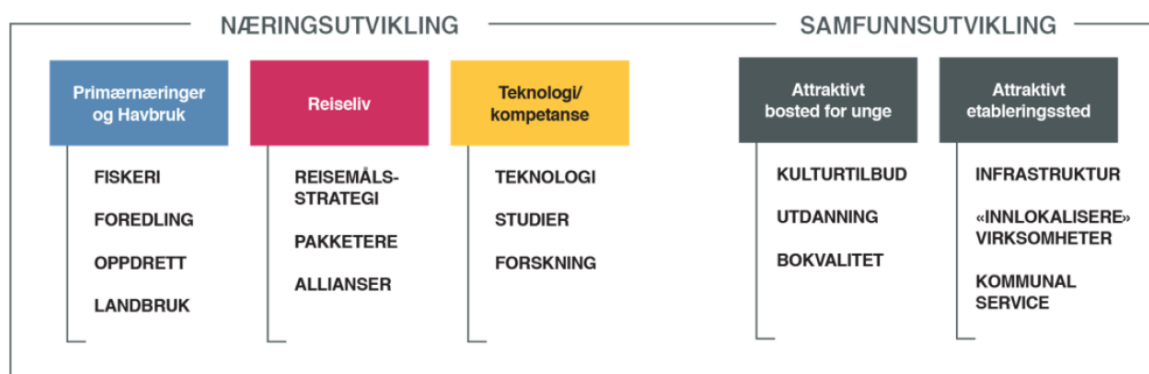 NÆRINGSUTVIKLING
SAMFUNNSUTVIKLING
Primærnæringer
og Havbruk
FISKERI
FOREDLING
OPPDRETT
LANDBRUK
Reiseliv
REISEMÅLS-
STRATEGI
PAKKETERE
ALLIANSER
Teknologi/
kompetanse
TEKNOLOGI
STUDIER
FORSKNING
Attraktivt
bosted for unge
KULTURTILBUD
UTDANNING
BOKVALITET
Attraktivt
etableringssted
INFRASTRUKTUR
«INNLOKALISERE»
VIRKSOMHETER
KOMMUNAL
SERVICE